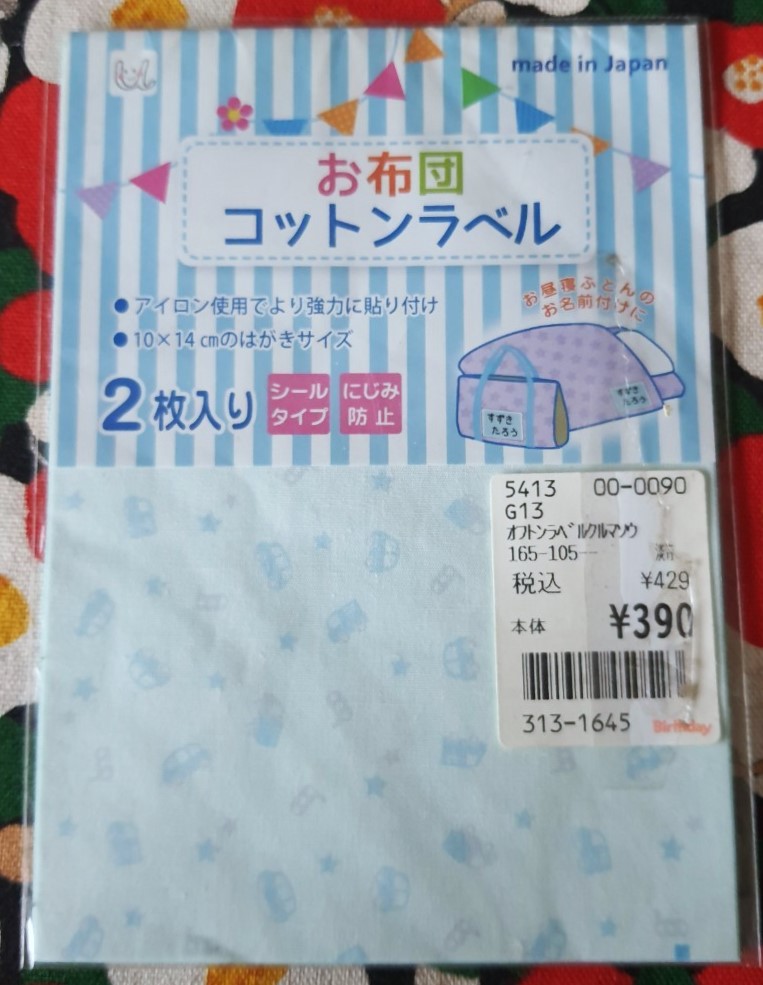 made in Japan
お布団
コットンラベル
●アイロン使用でより強力に貼り付け
●10×14㎝のはがきサイズ
お昼寝ふとんの
お名前付けに
2枚入り
シール
タイプ
にじみ
防止
すずき
たろう
すずき
たろう
5413 00-0090
G13
オフトンラベルクルマソウ
165-105--
税込 ¥429
本体 ¥390
313-1645 Birthday